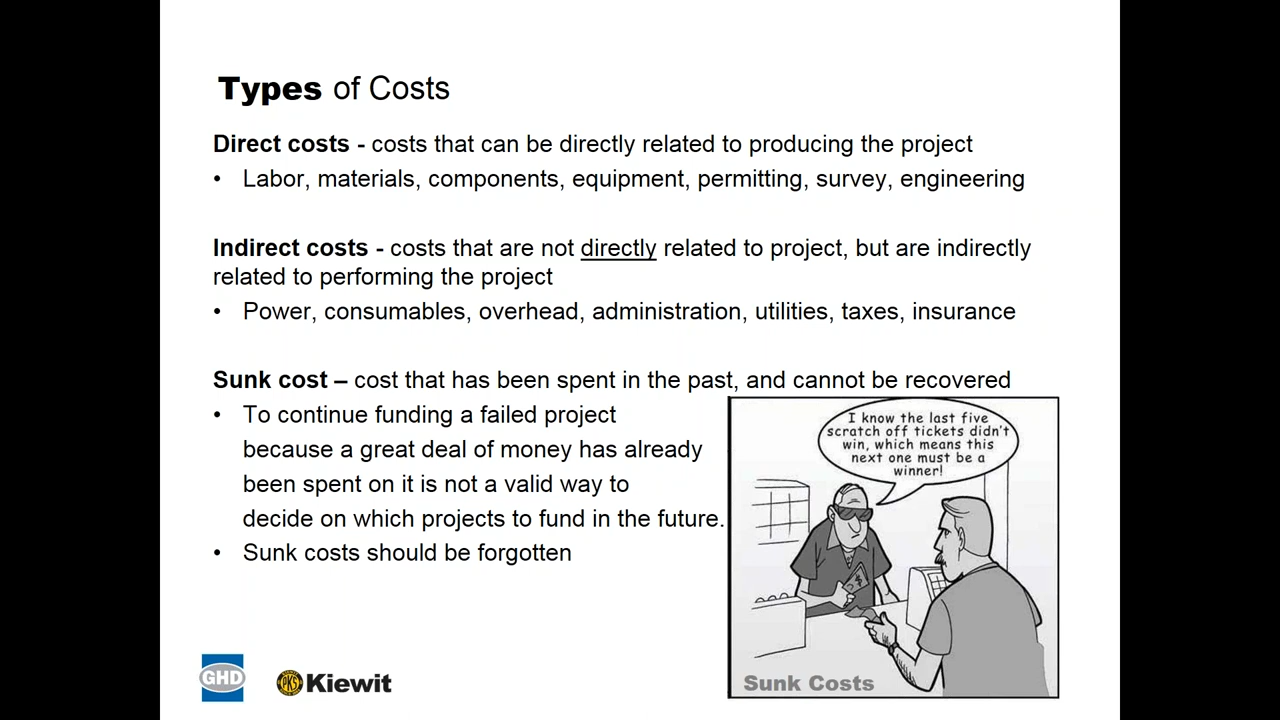 Types of Costs
Direct costs - costs that can be directly related to producing the project
• Labor, materials, components, equipment, permitting, survey, engineering
Indirect costs - costs that are not directly related to project, but are indirectly
related to performing the project
• Power, consumables, overhead, administration, utilities, taxes, insurance
Sunk cost – cost that has been spent in the past, and cannot be recovered
• To continue funding a failed project
because a great deal of money has already
been spent on it is not a valid way to
decide on which projects to fund in the future.
• Sunk costs should be forgotten
I know the last five
scratch off tickets didn't
win, which means this
next one must be a
winner!
Sunk Costs
GHD
PKS
Kiewit